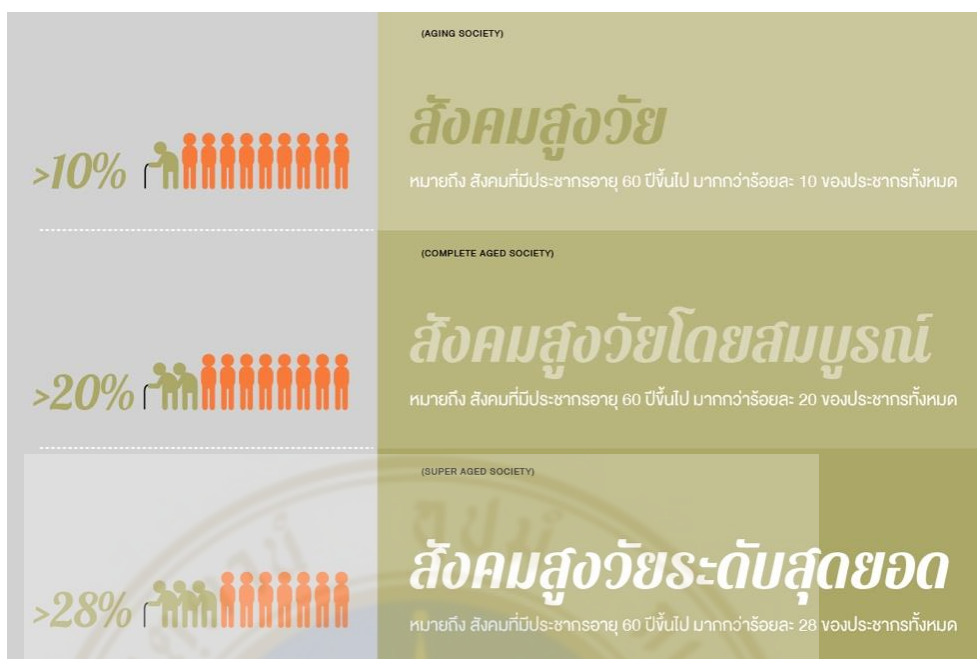 (AGING SOCIETY)
สังคมสูงวัย
>10%
หมายถึง สังคมที่มีประชากรอายุ 60 ปีขึ้นไป มากกว่าร้อยละ 10 ของประชากรทั้งหมด
(COMPLETE AGED SOCIETY)
สังคมสูงวัยโดยสมบูรณ์
>20%
หมายถึง สังคมที่มีประชากรอายุ 60 ปีขึ้นไป มากกว่าร้อยละ 20 ของประชากรทั้งหมด
(SUPER AGED SOCIETY)
สังคมสูงวัยระดับสุดยอด
>28%
หมายถึง สังคมที่มีประชากรอายุ 60 ปีขึ้นไป มากกว่าร้อยละ 28 ของประชากรทั้งหมด